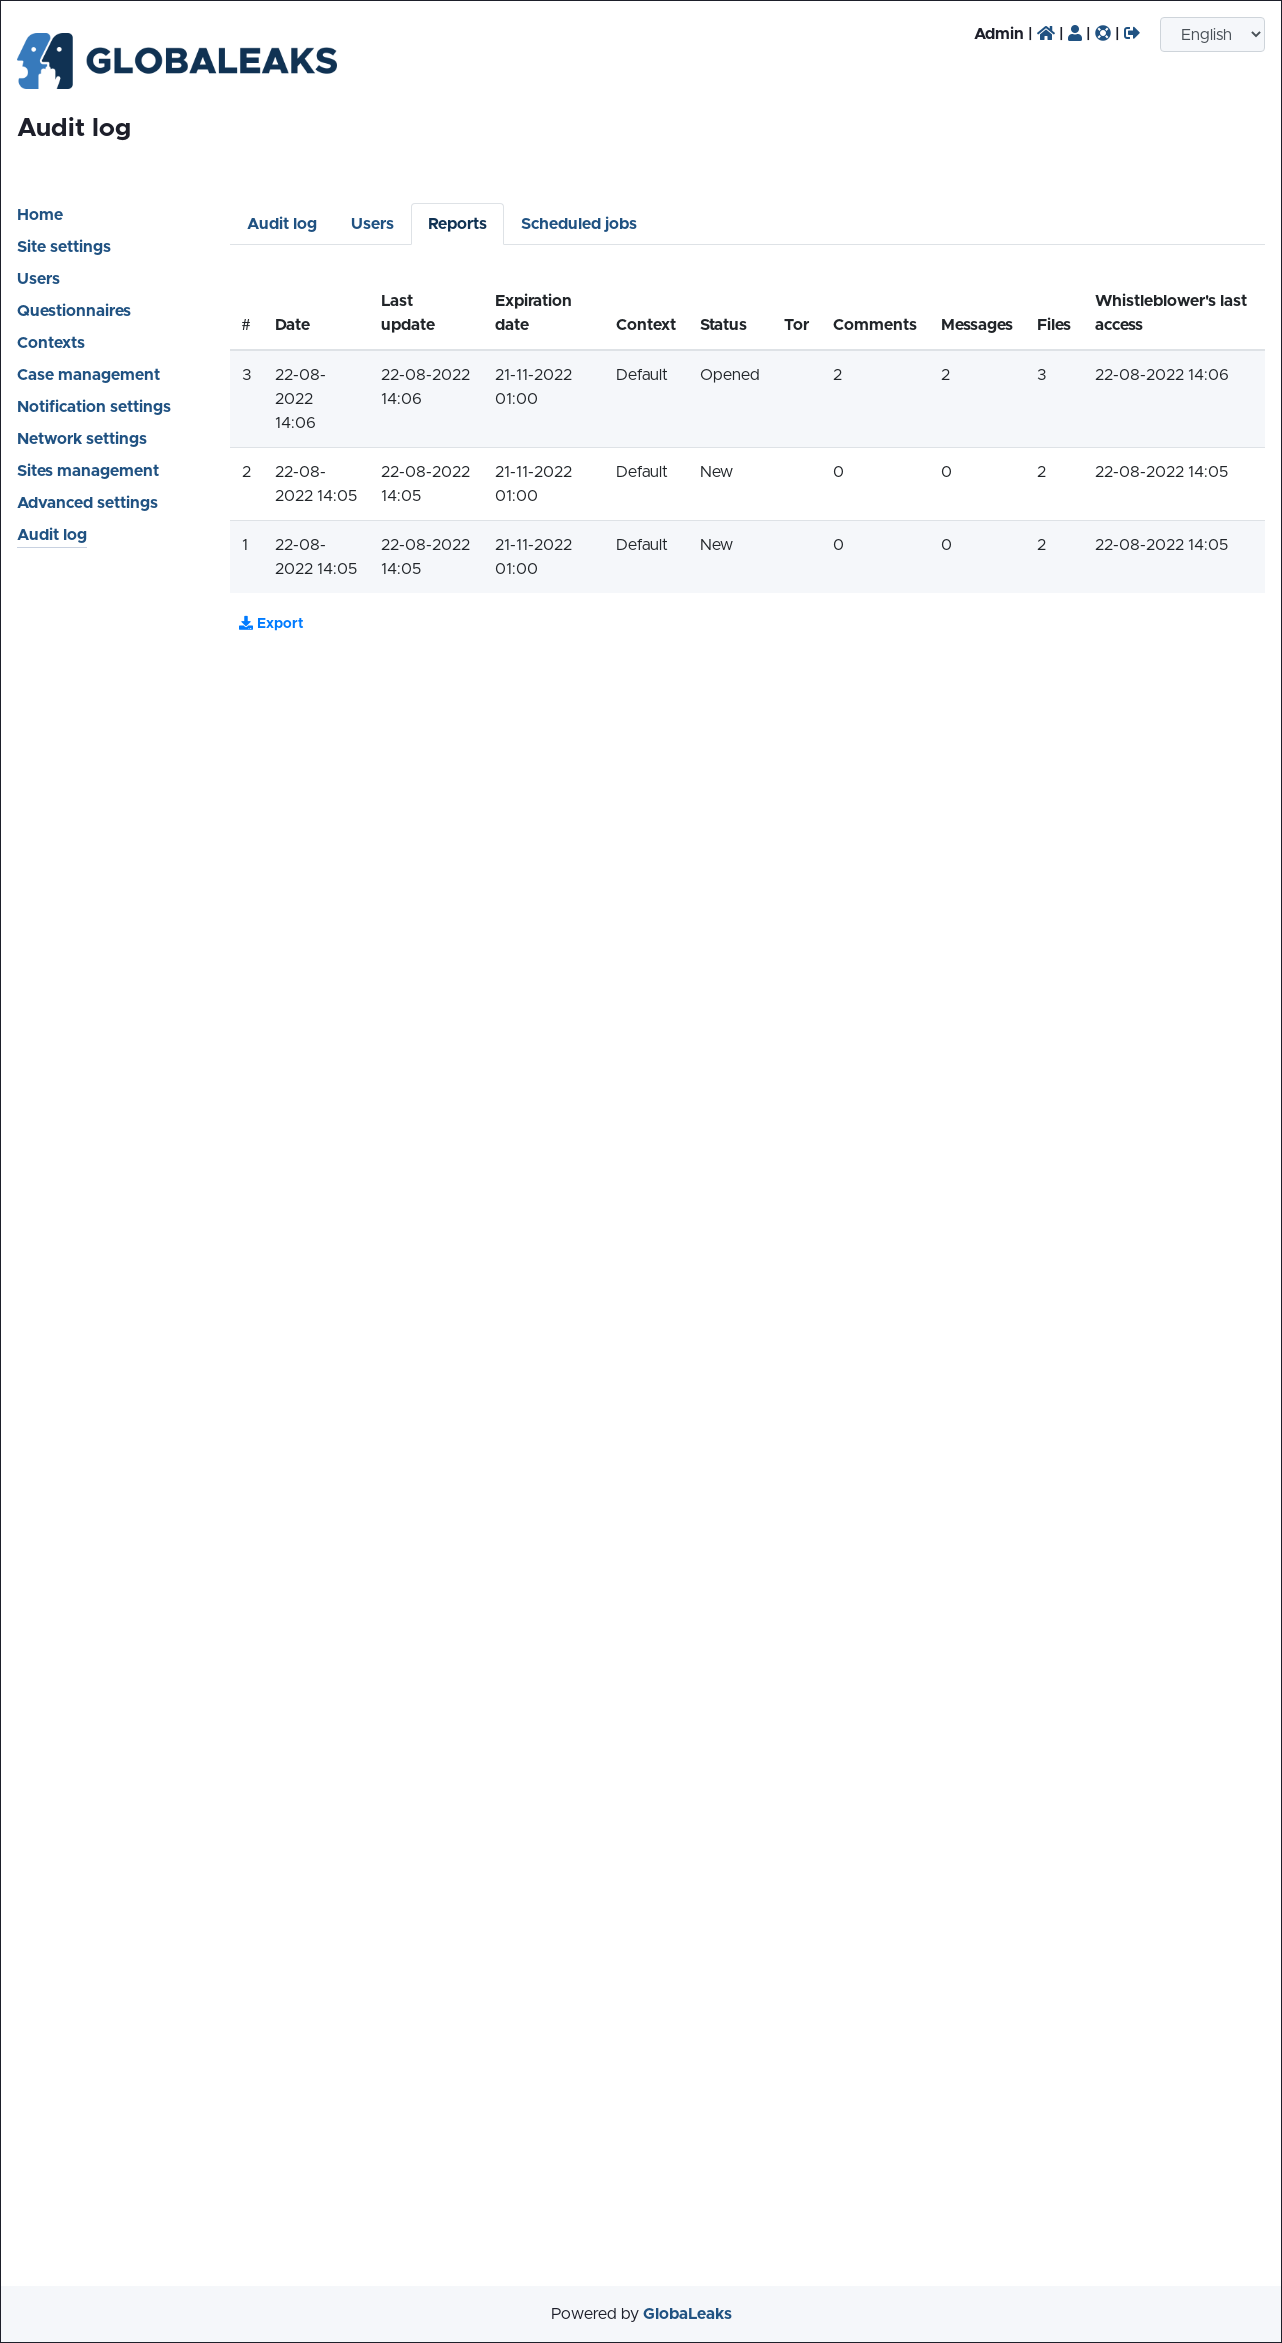 GLOBALEAKS
Admin | | | |
English
Audit log
Home
Site settings
Users
Questionnaires
Contexts
Case management
Notification settings
Network settings
Sites management
Advanced settings
Audit log
Audit log Users Reports Scheduled jobs
# Date Last update Expiration date Context Status Tor Comments Messages Files Whistleblower's last access
3 22-08-2022 14:06 22-08-2022 14:06 21-11-2022 01:00 Default Opened 2 2 3 22-08-2022 14:06
2 22-08-2022 14:05 22-08-2022 14:05 21-11-2022 01:00 Default New 0 0 2 22-08-2022 14:05
1 22-08-2022 14:05 22-08-2022 14:05 21-11-2022 01:00 Default New 0 0 2 22-08-2022 14:05
Export
Powered by GlobaLeaks